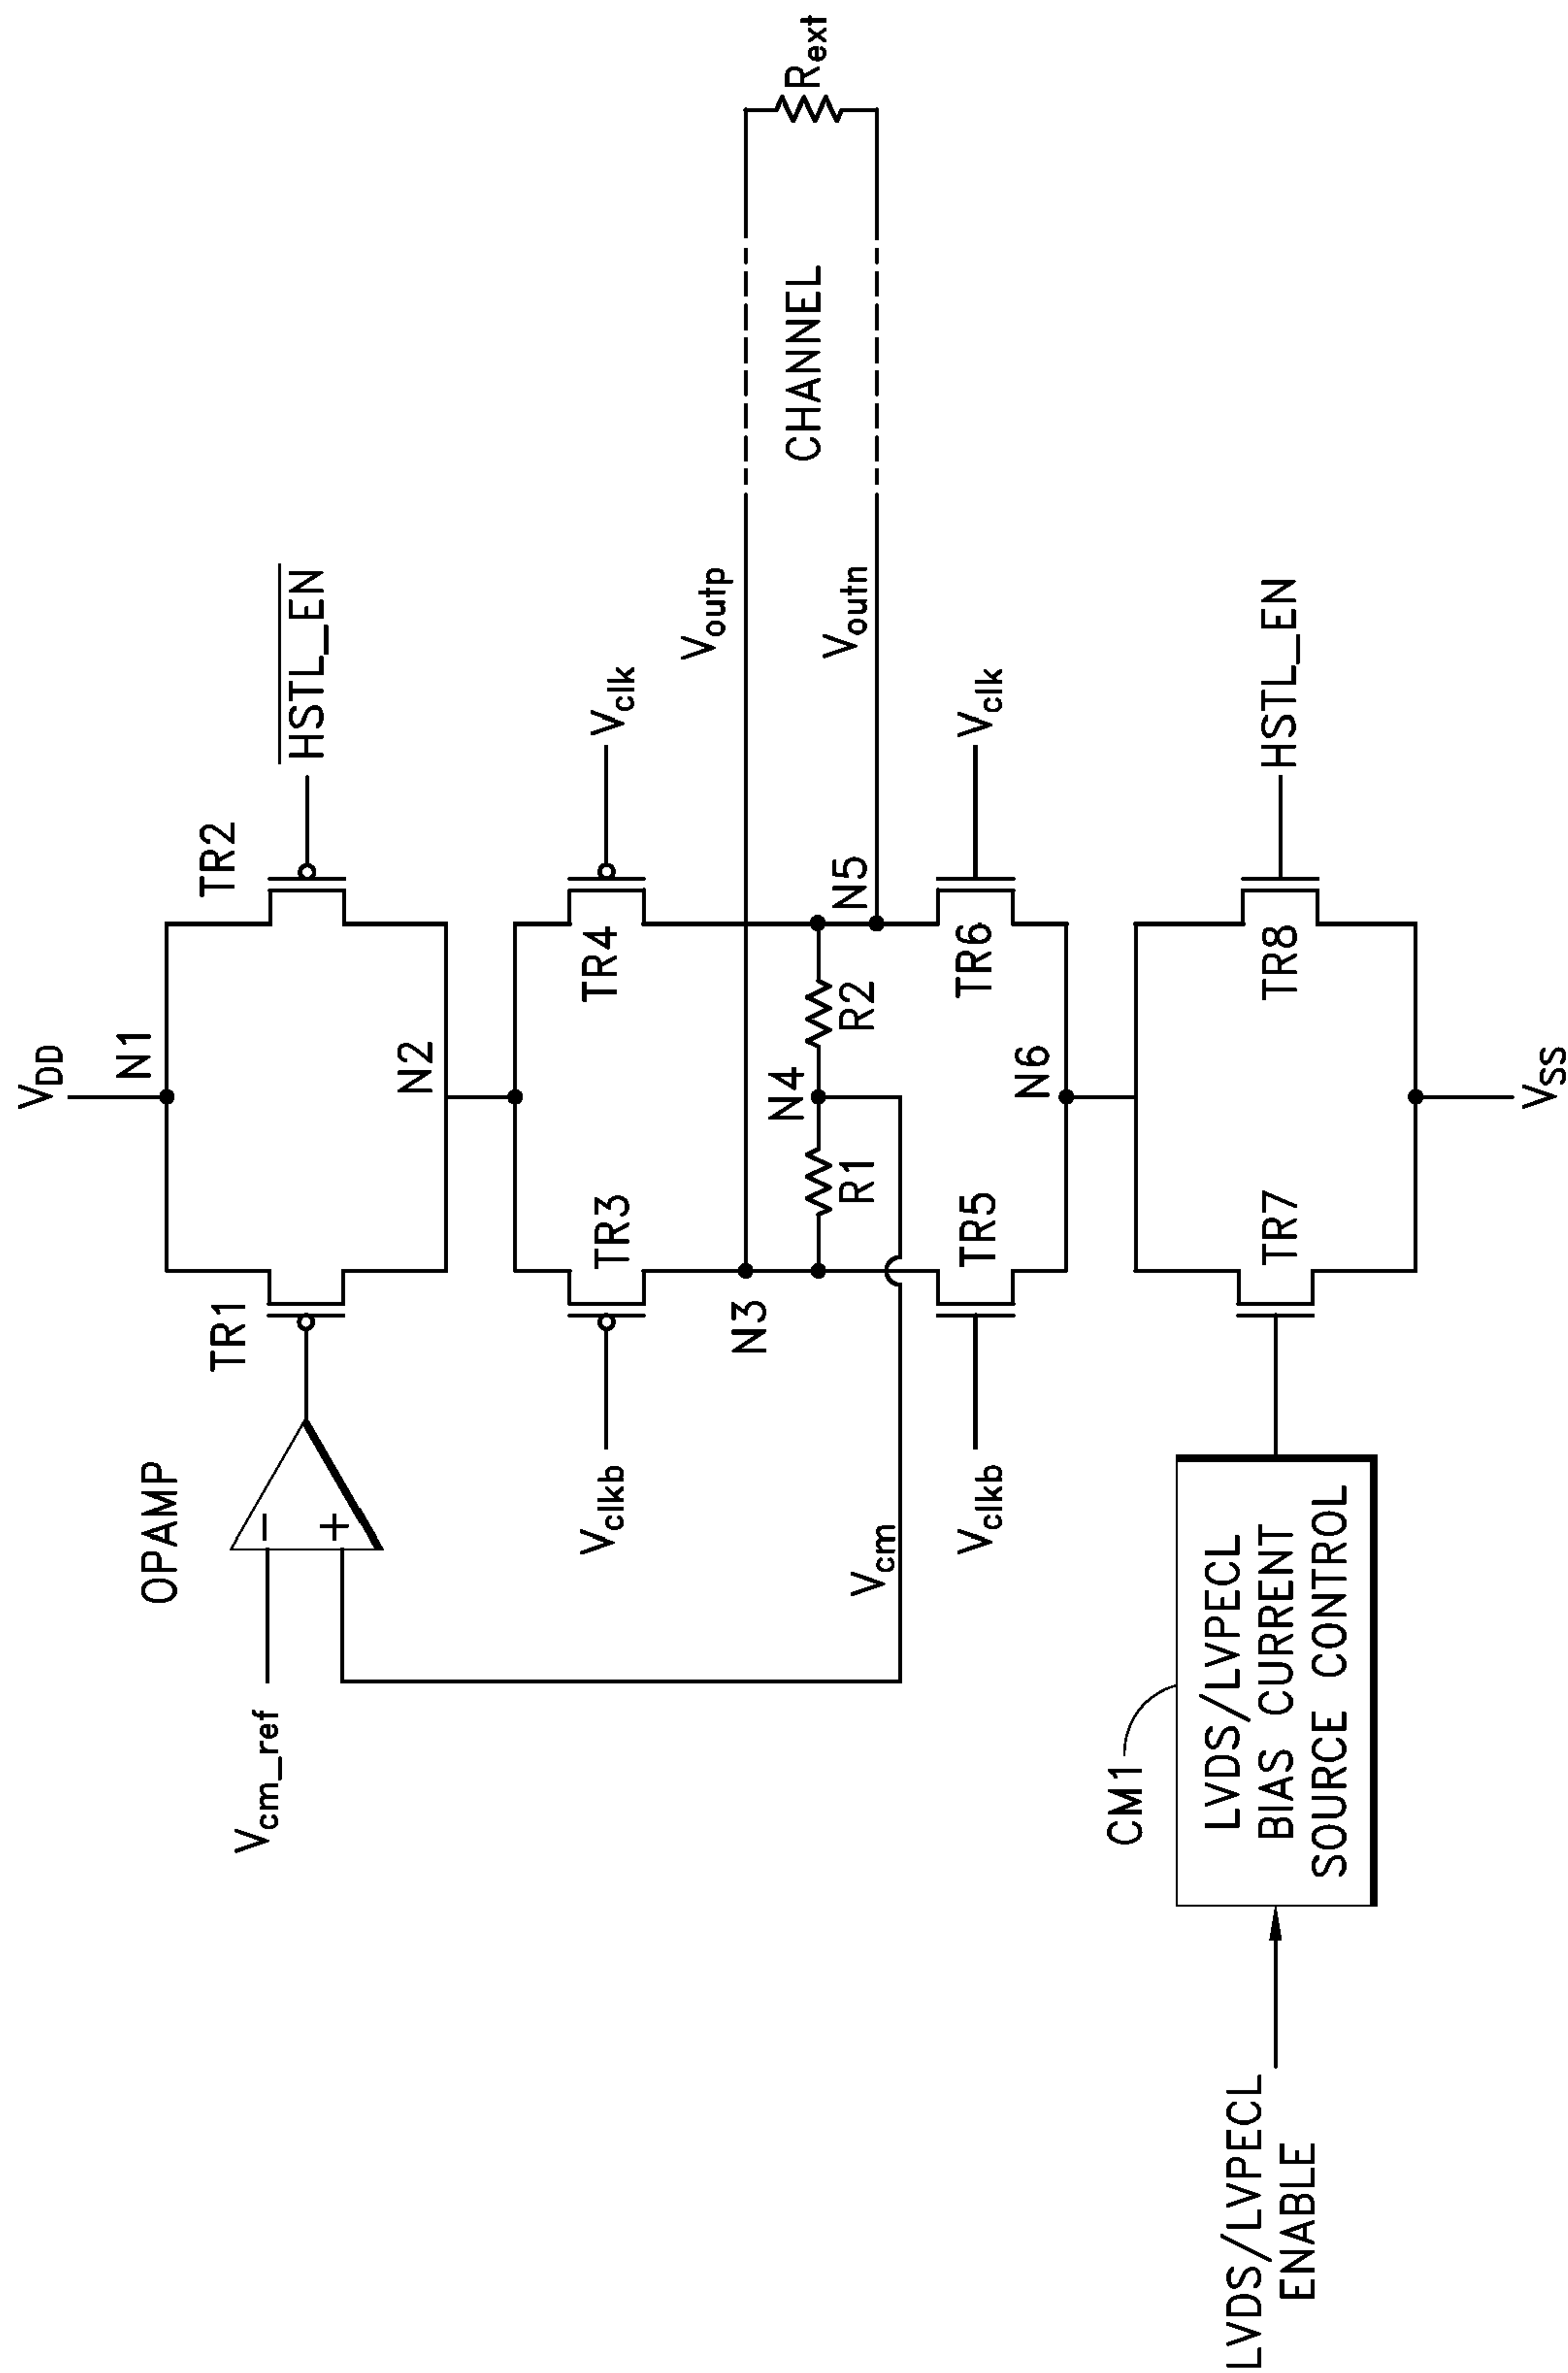 V_DD
N1
TR1
TR2
HSTL_EN
OPAMP
−
+
V_cm_ref
N2
TR3
TR4
V_clkb
V_clk
N3
V_outp
R_ext
N4
R1
R2
N5
V_outn
CHANNEL
V_cm
TR5
TR6
V_clkb
V_clk
N6
CM1
LVDS/LVPECL
BIAS CURRENT
SOURCE CONTROL
TR7
TR8
HSTL_EN
LVDS/LVPECL
ENABLE
V_SS